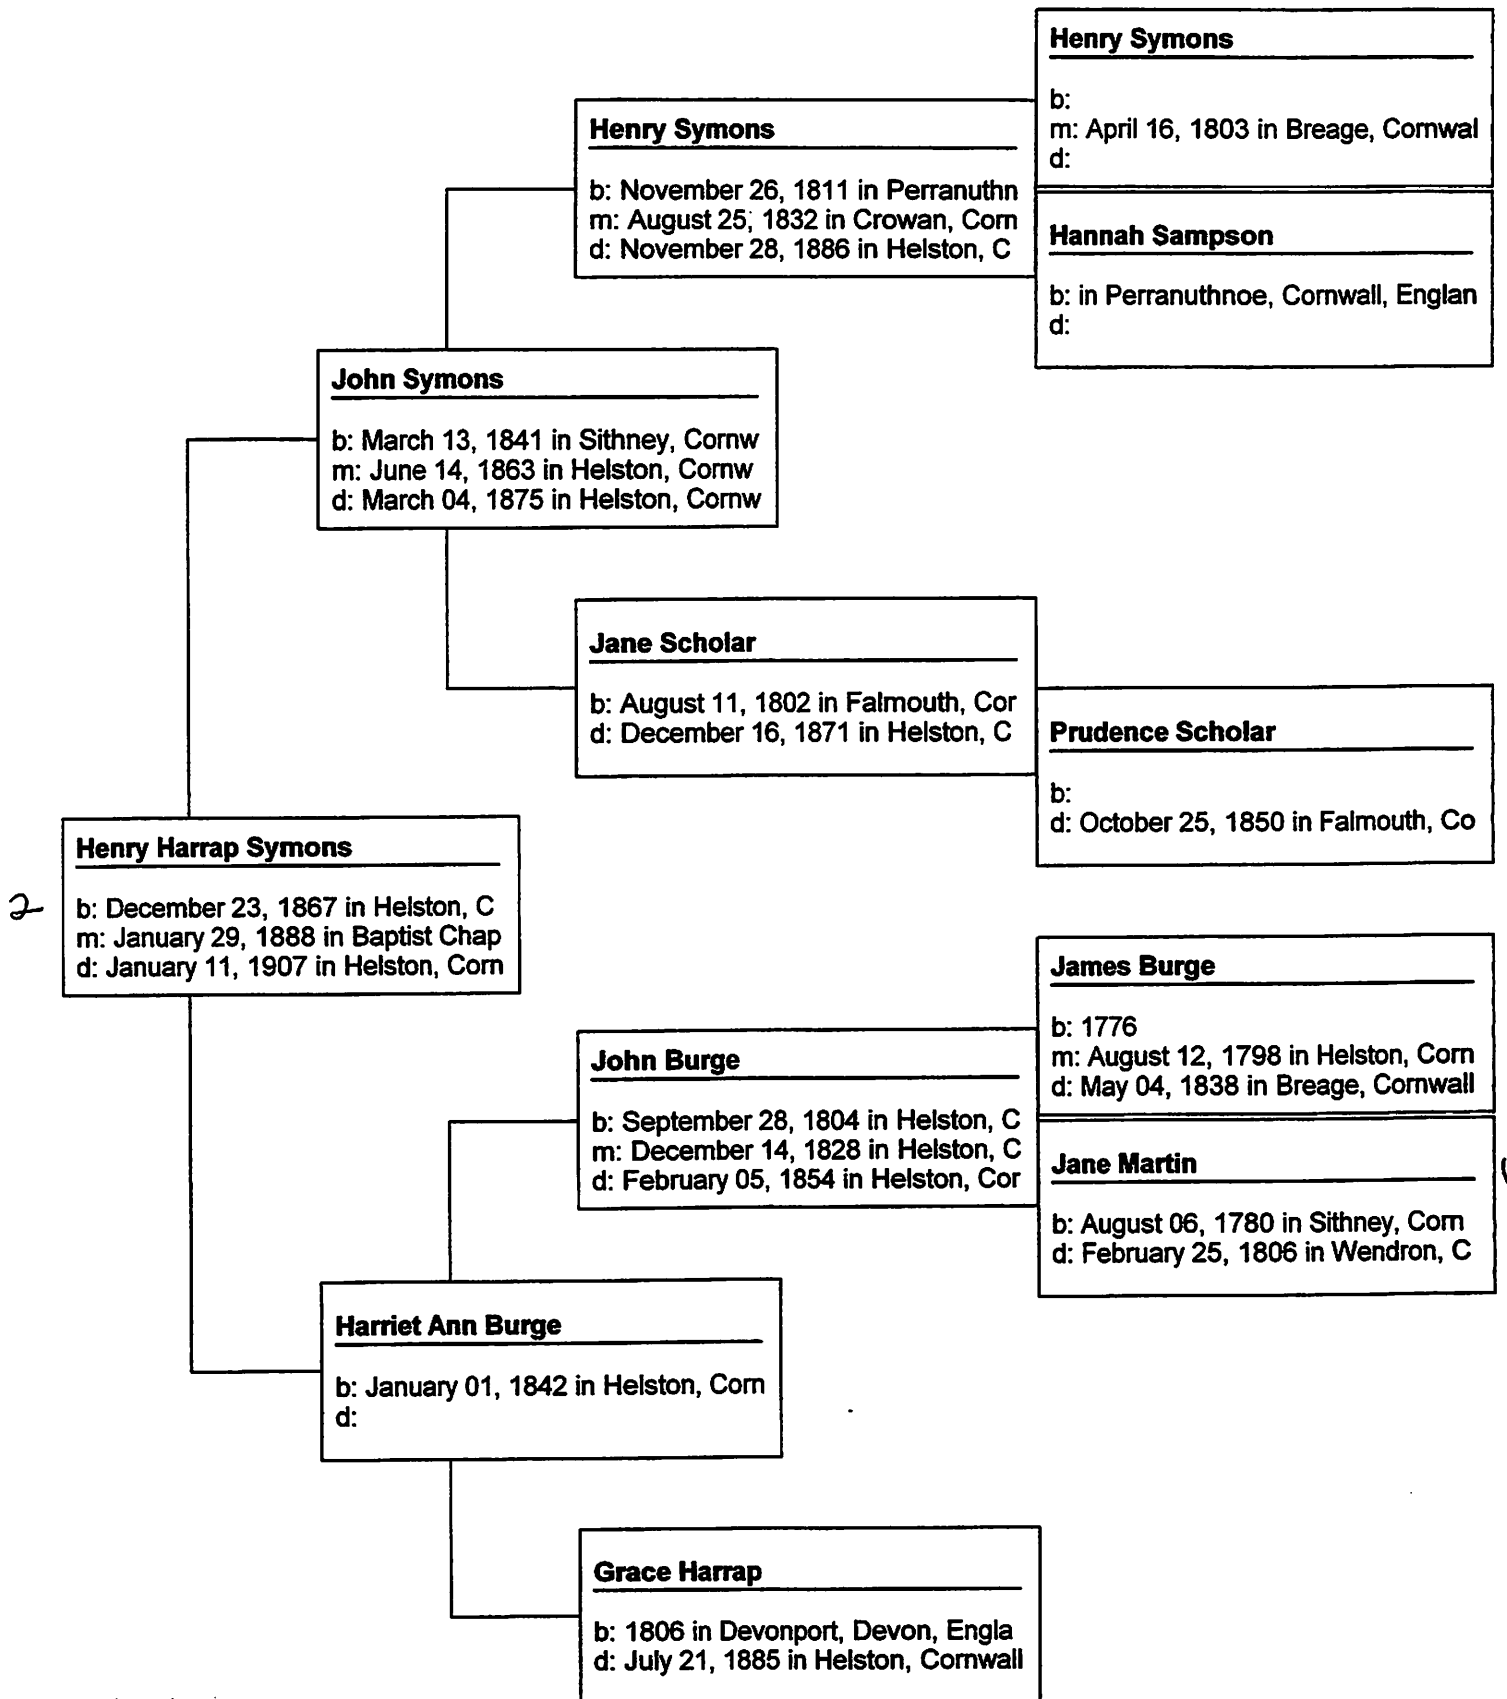 Henry Symons
b:
m: April 16, 1803 in Breage, Cornwal
d:
Henry Symons
b: November 26, 1811 in Perranuthn
m: August 25, 1832 in Crowan, Corn
d: November 28, 1886 in Helston, C
Hannah Sampson
b: in Perranuthnoe, Cornwall, Englan
d:
John Symons
b: March 13, 1841 in Sithney, Cornw
m: June 14, 1863 in Helston, Cornw
d: March 04, 1875 in Helston, Cornw
Jane Scholar
b: August 11, 1802 in Falmouth, Cor
d: December 16, 1871 in Helston, C
Prudence Scholar
b:
d: October 25, 1850 in Falmouth, Co
Henry Harrap Symons
2
b: December 23, 1867 in Helston, C
m: January 29, 1888 in Baptist Chap
d: January 11, 1907 in Helston, Corn
James Burge
b: 1776
m: August 12, 1798 in Helston, Corn
d: May 04, 1838 in Breage, Cornwall
John Burge
b: September 28, 1804 in Helston, C
m: December 14, 1828 in Helston, C
d: February 05, 1854 in Helston, Cor
Jane Martin
b: August 06, 1780 in Sithney, Corn
d: February 25, 1806 in Wendron, C
Harriet Ann Burge
b: January 01, 1842 in Helston, Corn
d:
Grace Harrap
b: 1806 in Devonport, Devon, Engla
d: July 21, 1885 in Helston, Cornwall